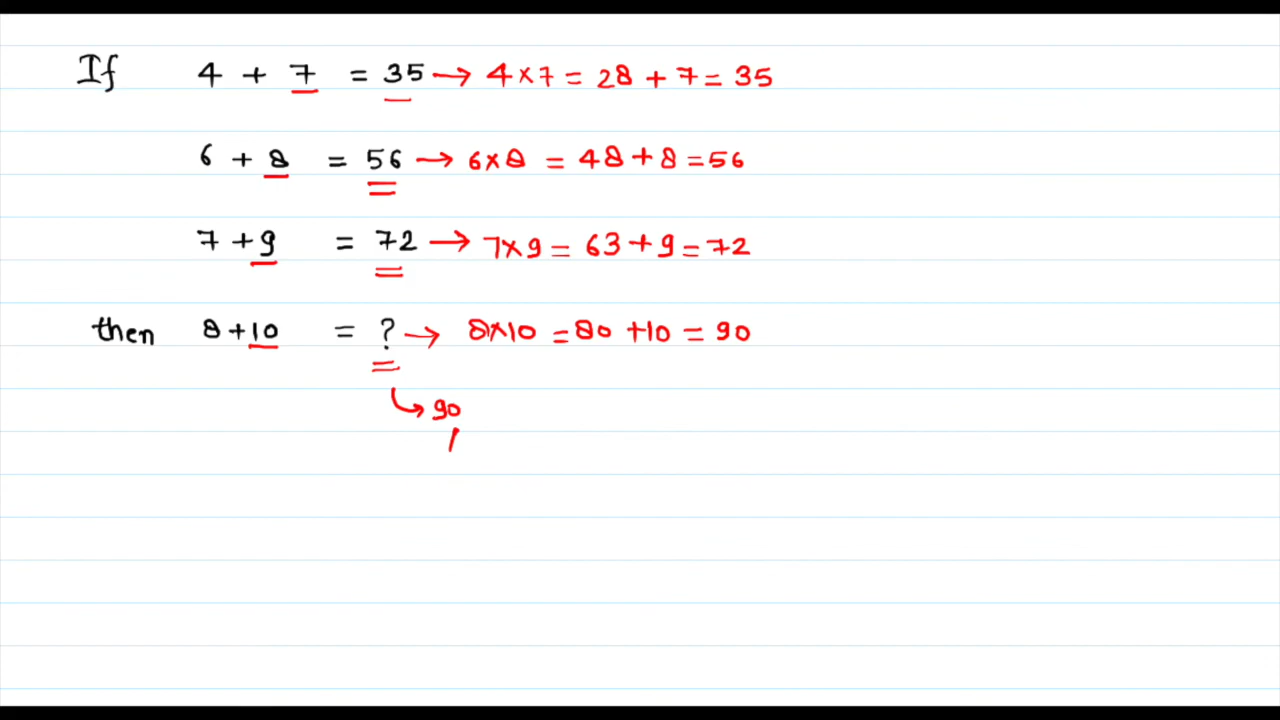 If 4 + 7 = 35 → 4×7 = 28 + 7 = 35
6 + 8 = 56 → 6×8 = 48 + 8 = 56
7 + 9 = 72 → 7×9 = 63 + 9 = 72
then 8 + 10 = ? → 8×10 = 80 + 10 = 90
↳ 90